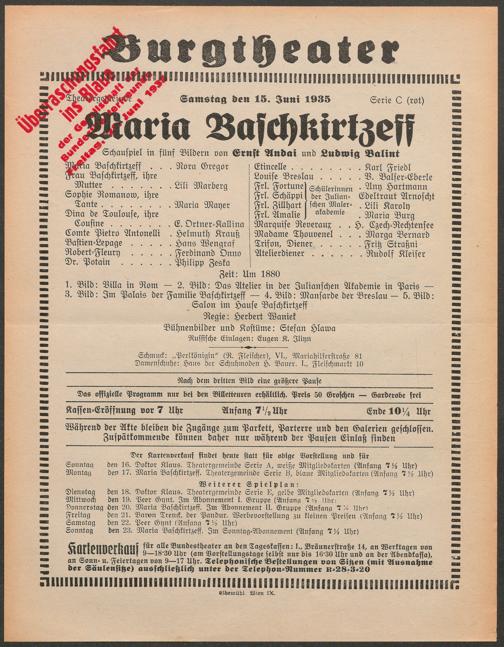 Burgtheater
Überraschungsfahrt
ins Blaue
der Gesellschaft der
Bundestheaterfreunde
Freitag, Juli 1935
Theatergemeinde Samstag den 15. Juni 1935 Serie C (rot)
Maria Baschkirtzeff
Schauspiel in fünf Bildern von Ernst Andai und Ludwig Balint
Maria Baschkirtzeff . . . Nora Gregor
Frau Baschkirtzeff, ihre
Mutter . . . . . . Lili Marberg
Sophie Romanow, ihre
Tante . . . . . . Maria Mayer
Dina de Toulouse, ihre
Cousine . . . . . E. Ortner-Kallina
Comte Pietro Antonelli . Helmuth Krauß
Bastien-Lepage . . . . Hans Wengraf
Robert-Fleury . . . . . Ferdinand Onno
Dr. Potain . . . . . . Philipp Zeska
Etincelle . . . . . . . Karl Friedl
Louise Breslau . . . . . B. Balser-Eberle
Frl. Fortune Any Hartmann
Frl. Schäppi Edeltraut Arnoscht
Frl. Fillhart Lili Karoly
Frl. Amalie Maria Burg
Schülerinnen
der Julian-
schen Maler-
akademie
Marquise Reveraux . . H. Czech-Rechtensee
Madame Thouvenel . . . Marga Bernard
Trifon, Diener . . . . . Fritz Straßni
Atelierdiener . . . . . Rudolf Kleiser
Zeit: Um 1880
1. Bild: Villa in Rom — 2. Bild: Das Atelier in der Julianschen Akademie in Paris —
3. Bild: Im Palais der Familie Baschkirtzeff — 4. Bild: Mansarde der Breslau — 5. Bild:
Salon im Hause Baschkirtzeff
Regie: Herbert Waniek
Bühnenbilder und Kostüme: Stefan Hlawa
Russische Einlagen: Eugen K. Iljin
Schmuck: „Perlkönigin" (R. Fleischer), VI., Mariahilferstraße 81
Damenschuhe: Haus der Schuhmoden H. Bauer, I., Fleischmarkt 10
Nach dem dritten Bild eine größere Pause
Das offizielle Programm nur bei den Billetteuren erhältlich. Preis 50 Groschen — Garderobe frei
Kassen-Eröffnung vor 7 Uhr Anfang 7½ Uhr Ende 10¼ Uhr
Während der Akte bleiben die Zugänge zum Parkett, Parterre und den Galerien geschlossen.
Zuspätkommende können daher nur während der Pausen Einlaß finden
Der Kartenverkauf findet heute statt für obige Vorstellung und für
Sonntag den 16. Doktor Klaus. Theatergemeinde Serie A, weiße Mitgliedskarten (Anfang 7½ Uhr)
Montag den 17. Maria Baschkirtzeff. Theatergemeinde Serie B, blaue Mitgliedskarten (Anfang 7½ Uhr)
Weiterer Spielplan:
Dienstag den 18. Doktor Klaus. Theatergemeinde Serie E, gelbe Mitgliedskarten (Anfang 7½ Uhr)
Mittwoch den 19. Peer Gynt. Im Abonnement I. Gruppe (Anfang 7 Uhr)
Donnerstag den 20. Maria Baschkirtzeff. Im Abonnement II. Gruppe (Anfang 7½ Uhr)
Freitag den 21. Baron Trenk, der Pandur. Werbevorstellung zu kleinen Preisen (Anfang 7½ Uhr)
Samstag den 22. Peer Gynt (Anfang 7 Uhr)
Sonntag den 23. Maria Baschkirtzeff. Im Sonntag-Abonnement (Anfang 7½ Uhr)
Kartenverkauf für alle Bundestheater an den Tageskassen: I., Bräunerstraße 14, an Werktagen von
9—18·30 Uhr (am Vorstellungstage selbst nur bis 16·30 Uhr und an der Abendkassa),
an Sonn- u. Feiertagen von 9—17 Uhr. Telephonische Bestellungen von Sitzen (mit Ausnahme
der Säulensitze) ausschließlich unter der Telephon-Nummer R-28-3-20
Elbemühl Wien IX.